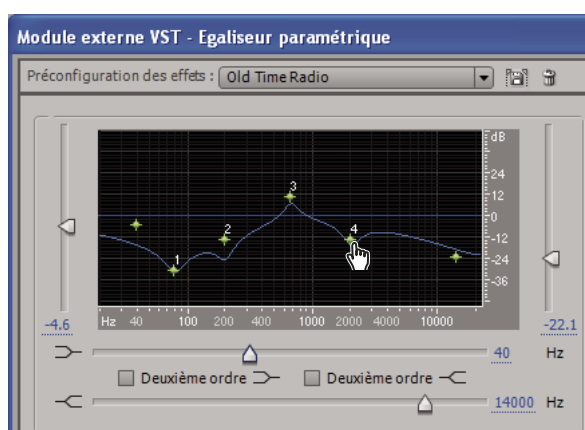 Module externe VST - Egaliseur paramétrique
Préconfiguration des effets : Old Time Radio
dB
24
12
0
-12
-24
-36
1
2
3
4
Hz 40 100 200 400 1000 2000 4000 10000
-4.6
-22.1
40 Hz
Deuxième ordre Deuxième ordre
14000 Hz